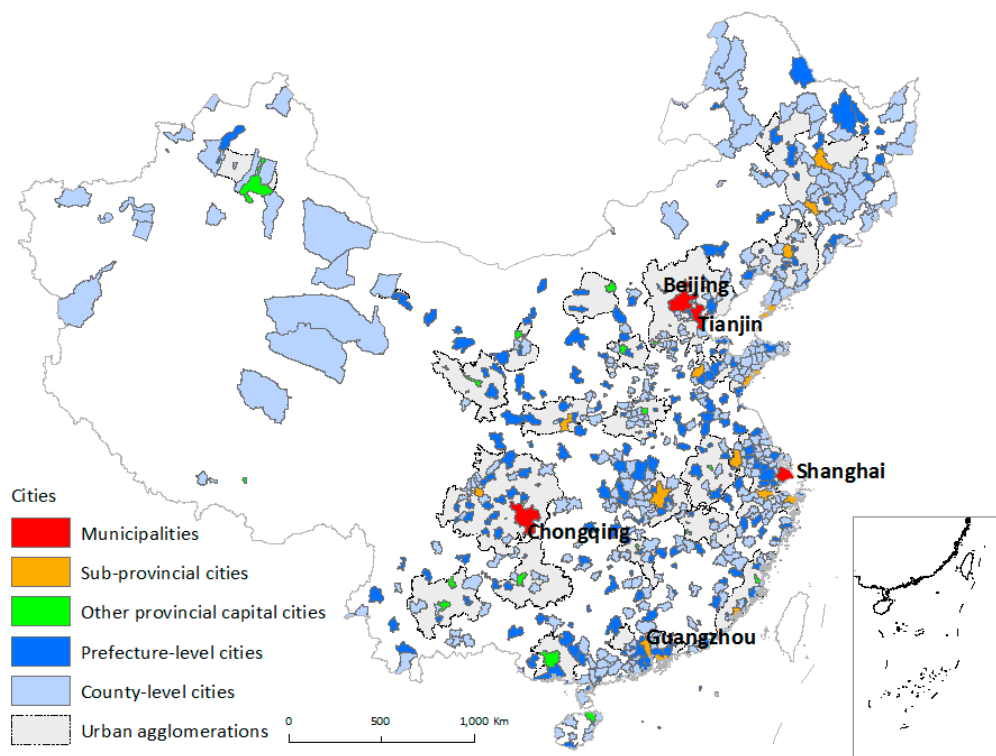 Beijing
Tianjin
Shanghai
Chongqing
Guangzhou
Cities
Municipalities
Sub-provincial cities
Other provincial capital cities
Prefecture-level cities
County-level cities
Urban agglomerations
0 500 1,000 Km